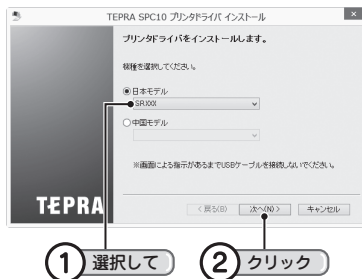 TEPRA SPC10 プリンタドライバ インストール
プリンタドライバをインストールします。
機種を選択してください。
日本モデル
SRXXX
中国モデル
※画面による指示があるまでUSBケーブルを接続しないでください。
TEPRA
< 戻る(B)
次へ(N) >
キャンセル
1 選択して
2 クリック